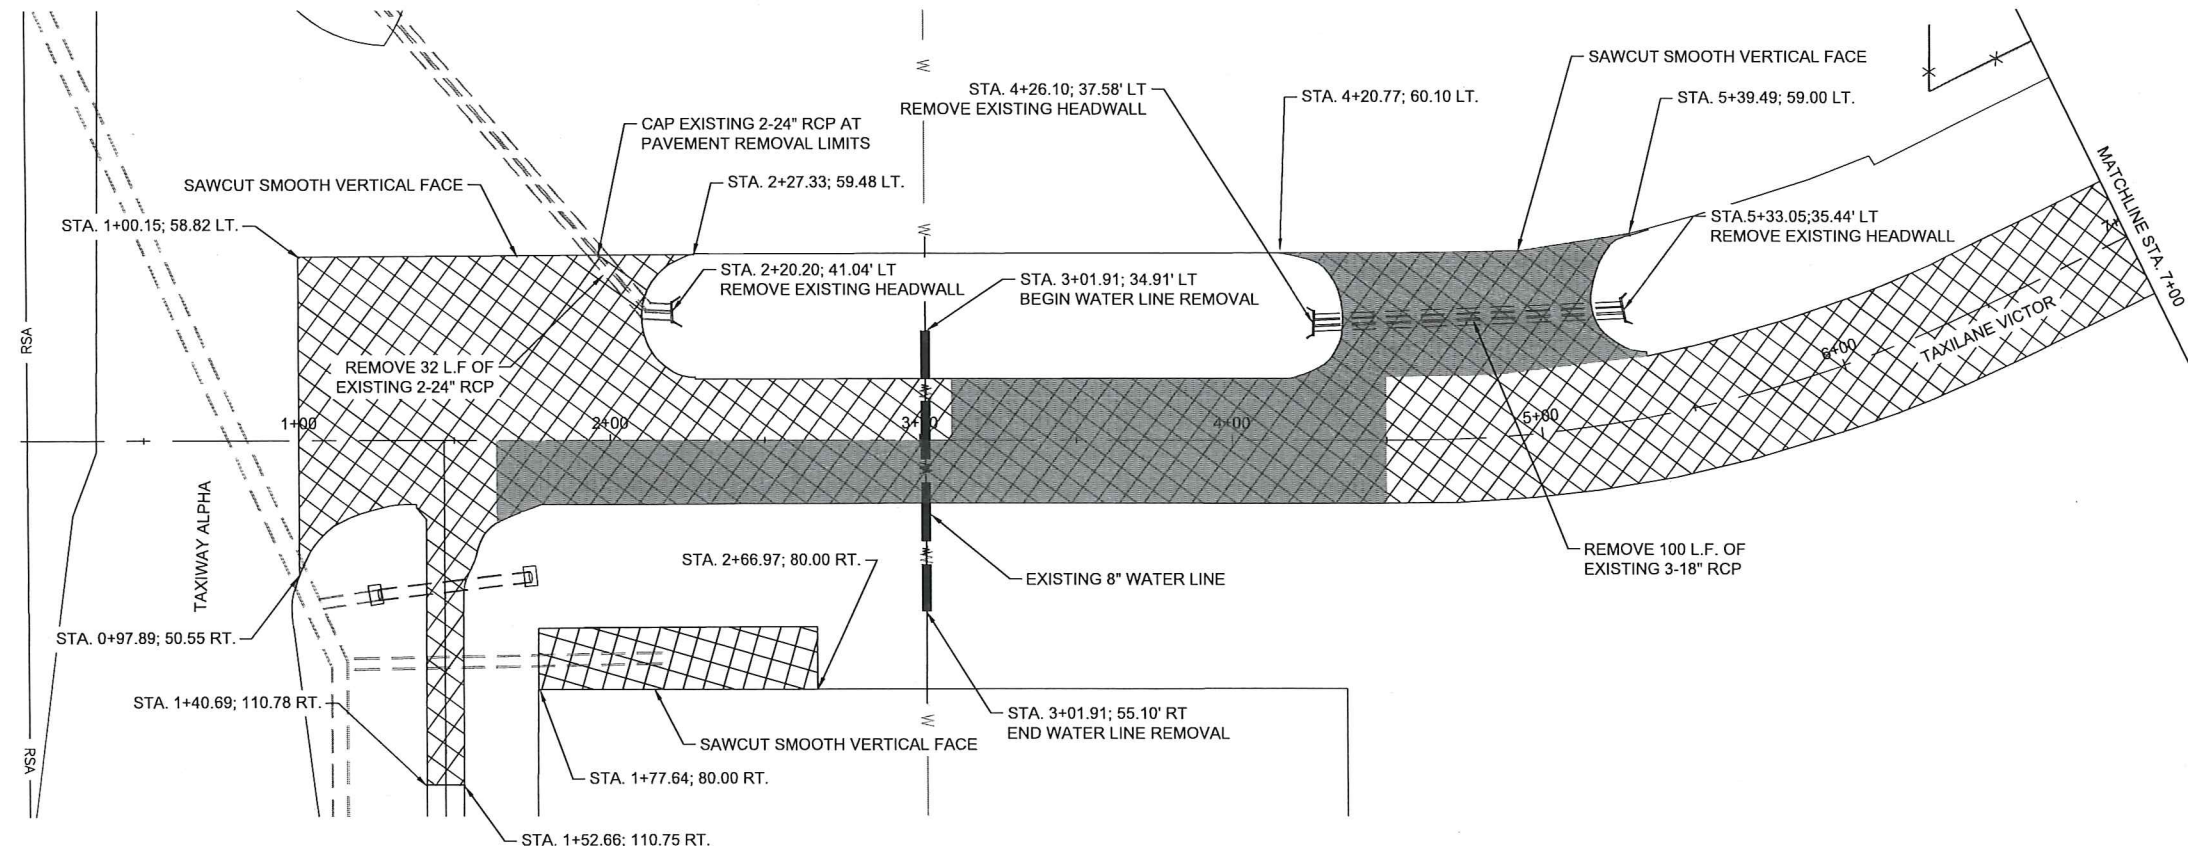 SAWCUT SMOOTH VERTICAL FACE
STA. 4+26.10; 37.58' LT
REMOVE EXISTING HEADWALL
STA. 4+20.77; 60.10 LT.
STA. 5+39.49; 59.00 LT.
CAP EXISTING 2-24" RCP AT
PAVEMENT REMOVAL LIMITS
W
MATCHLINE STA. 7+00
SAWCUT SMOOTH VERTICAL FACE
STA. 2+27.33; 59.48 LT.
STA. 1+00.15; 58.82 LT.
W
STA.5+33.05;35.44' LT
REMOVE EXISTING HEADWALL
STA. 2+20.20; 41.04' LT
REMOVE EXISTING HEADWALL
STA. 3+01.91; 34.91' LT
BEGIN WATER LINE REMOVAL
RSA
REMOVE 32 L.F OF
EXISTING 2-24" RCP
TAXILANE VICTOR
6+00
W
1+00
2+00
4+00
5+00
W
TAXIWAY ALPHA
W
REMOVE 100 L.F. OF
EXISTING 3-18" RCP
STA. 2+66.97; 80.00 RT.
EXISTING 8" WATER LINE
STA. 0+97.89; 50.55 RT.
STA. 1+40.69; 110.78 RT.
W
STA. 3+01.91; 55.10' RT
END WATER LINE REMOVAL
SAWCUT SMOOTH VERTICAL FACE
RSA
STA. 1+77.64; 80.00 RT.
STA. 1+52.66; 110.75 RT.